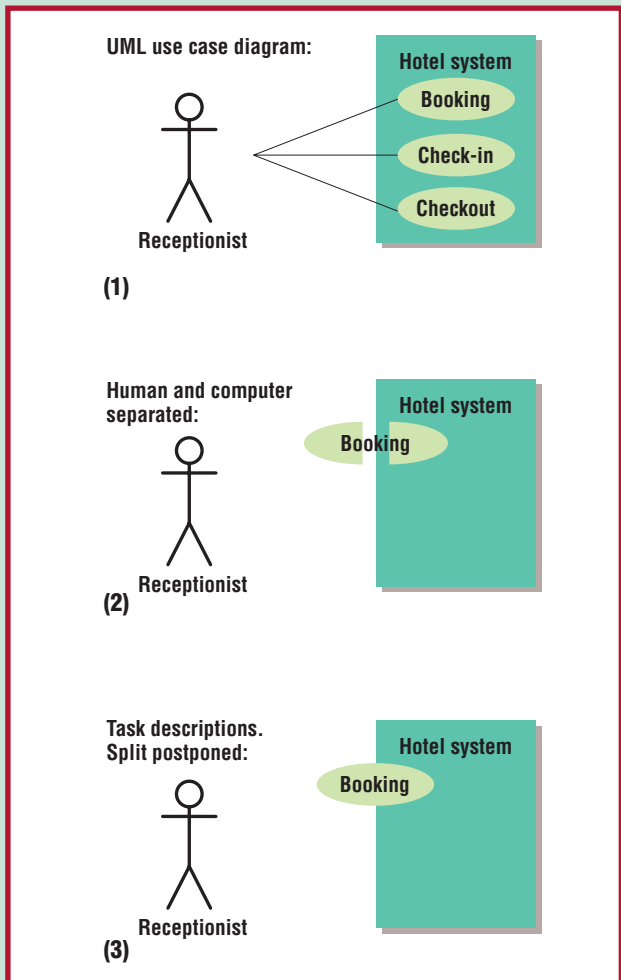 UML use case diagram:
Hotel system
Booking
Check-in
Checkout
Receptionist
(1)
Human and computer
separated:
Hotel system
Booking
Receptionist
(2)
Task descriptions.
Split postponed:
Hotel system
Booking
Receptionist
(3)